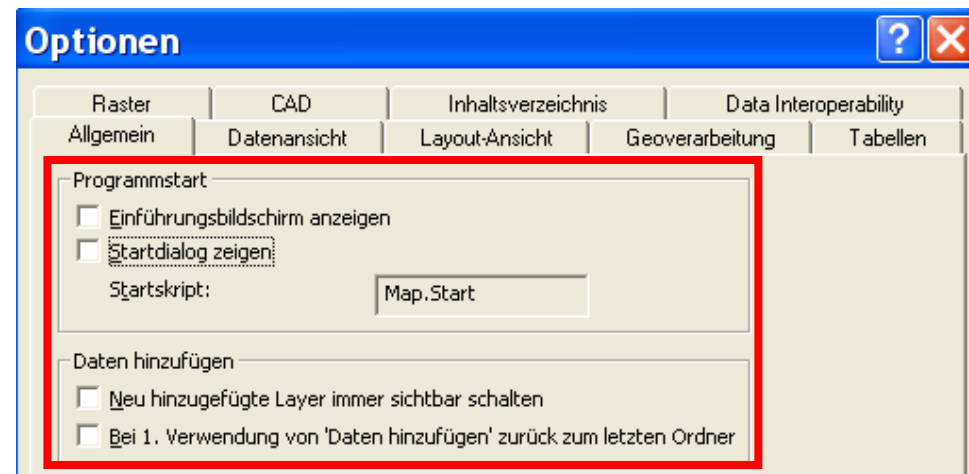 Optionen
Raster CAD Inhaltsverzeichnis Data Interoperability
Allgemein Datenansicht Layout-Ansicht Geoverarbeitung Tabellen
Programmstart
Einführungsbildschirm anzeigen
Startdialog zeigen
Startskript: Map.Start
Daten hinzufügen
Neu hinzugefügte Layer immer sichtbar schalten
Bei 1. Verwendung von 'Daten hinzufügen' zurück zum letzten Ordner